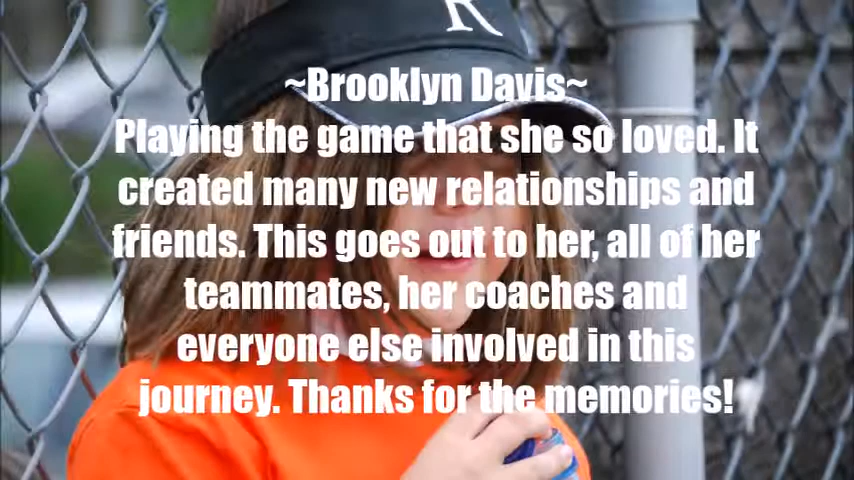 R
~Brooklyn Davis~
Playing the game that she so loved. It
created many new relationships and
friends. This goes out to her, all of her
teammates, her coaches and
everyone else involved in this
journey. Thanks for the memories!